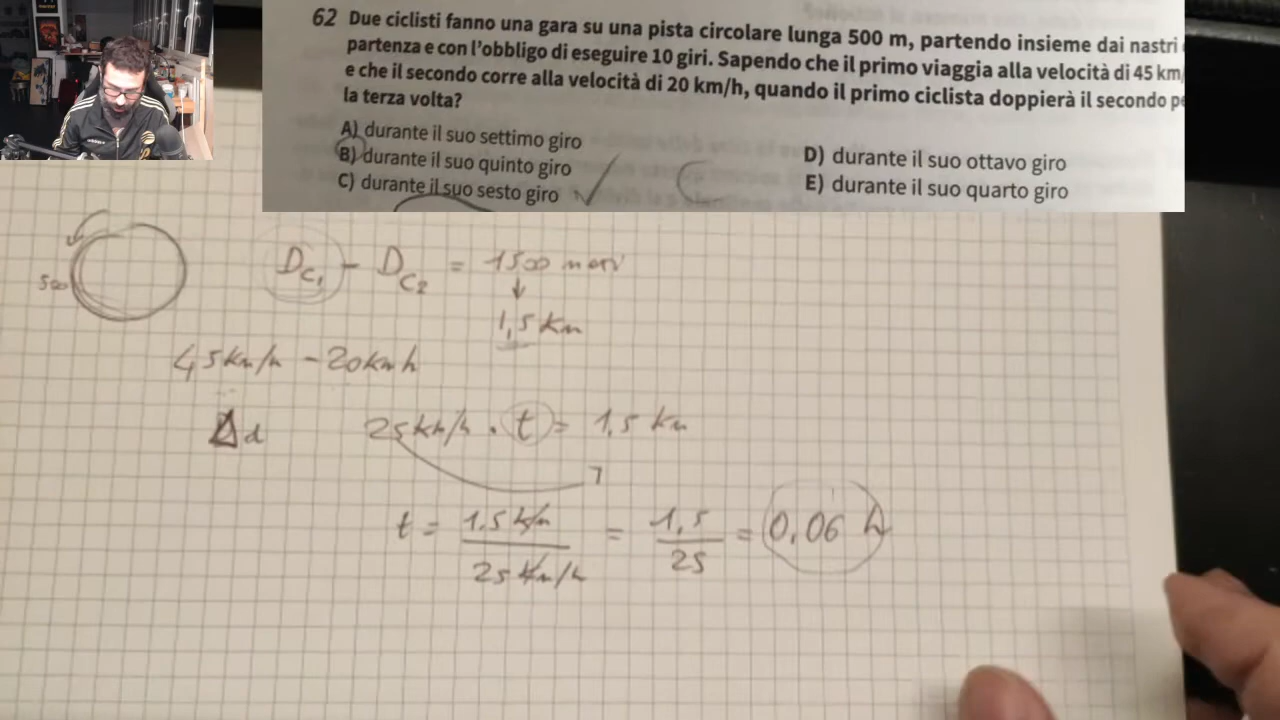 62 Due ciclisti fanno una gara su una pista circolare lunga 500 m, partendo insieme dai nastri
partenza e con l'obbligo di eseguire 10 giri. Sapendo che il primo viaggia alla velocità di 45 km/
e che il secondo corre alla velocità di 20 km/h, quando il primo ciclista doppierà il secondo pe
la terza volta?
A) durante il suo settimo giro
B) durante il suo quinto giro
C) durante il suo sesto giro
D) durante il suo ottavo giro
E) durante il suo quarto giro
500
D_C1 - D_C2 = 1500 metri
↓
1,5 Km
45 Km/h - 20 Km h
Δd
25 Km/h . t = 1,5 Km
t = 1.5 Km / 25 Km/h = 1,5 / 25 = 0,06 h